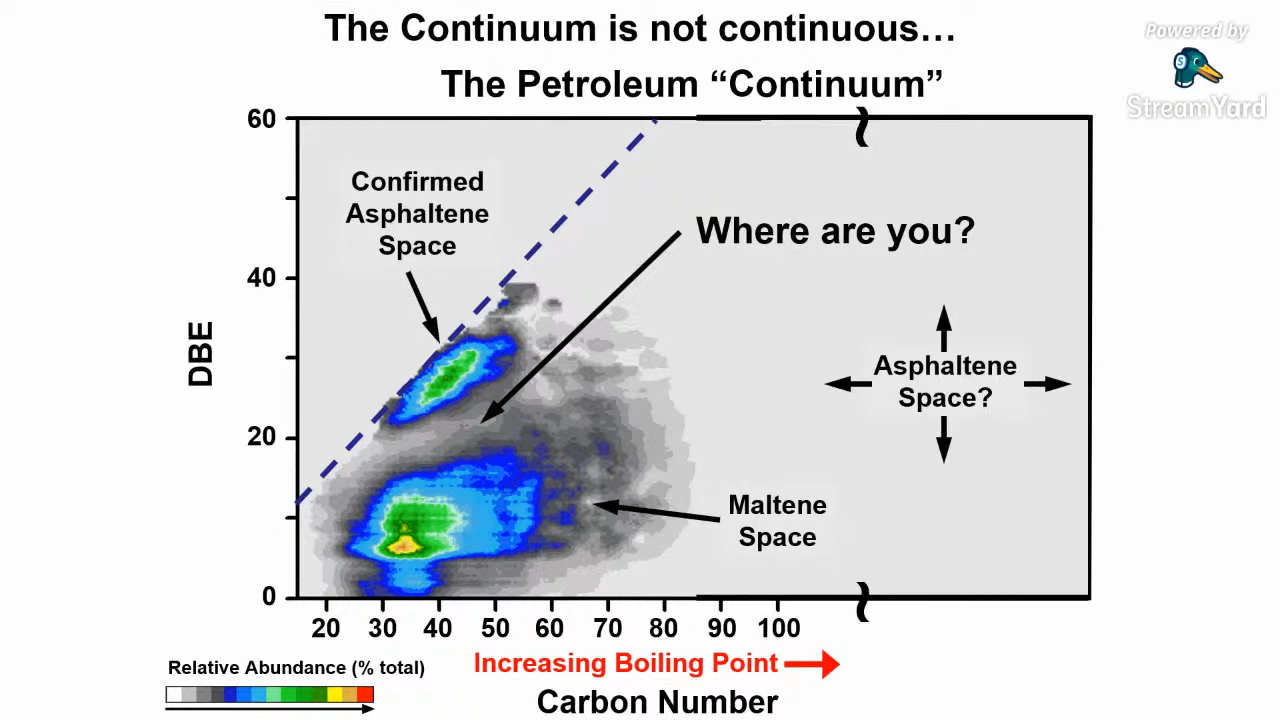 The Continuum is not continuous…
The Petroleum “Continuum”
Powered by
S
StreamYard
60
40
20
0
DBE
Confirmed
Asphaltene
Space
Where are you?
Asphaltene
Space?
Maltene
Space
20 30 40 50 60 70 80 90 100
Relative Abundance (% total)
Increasing Boiling Point
Carbon Number